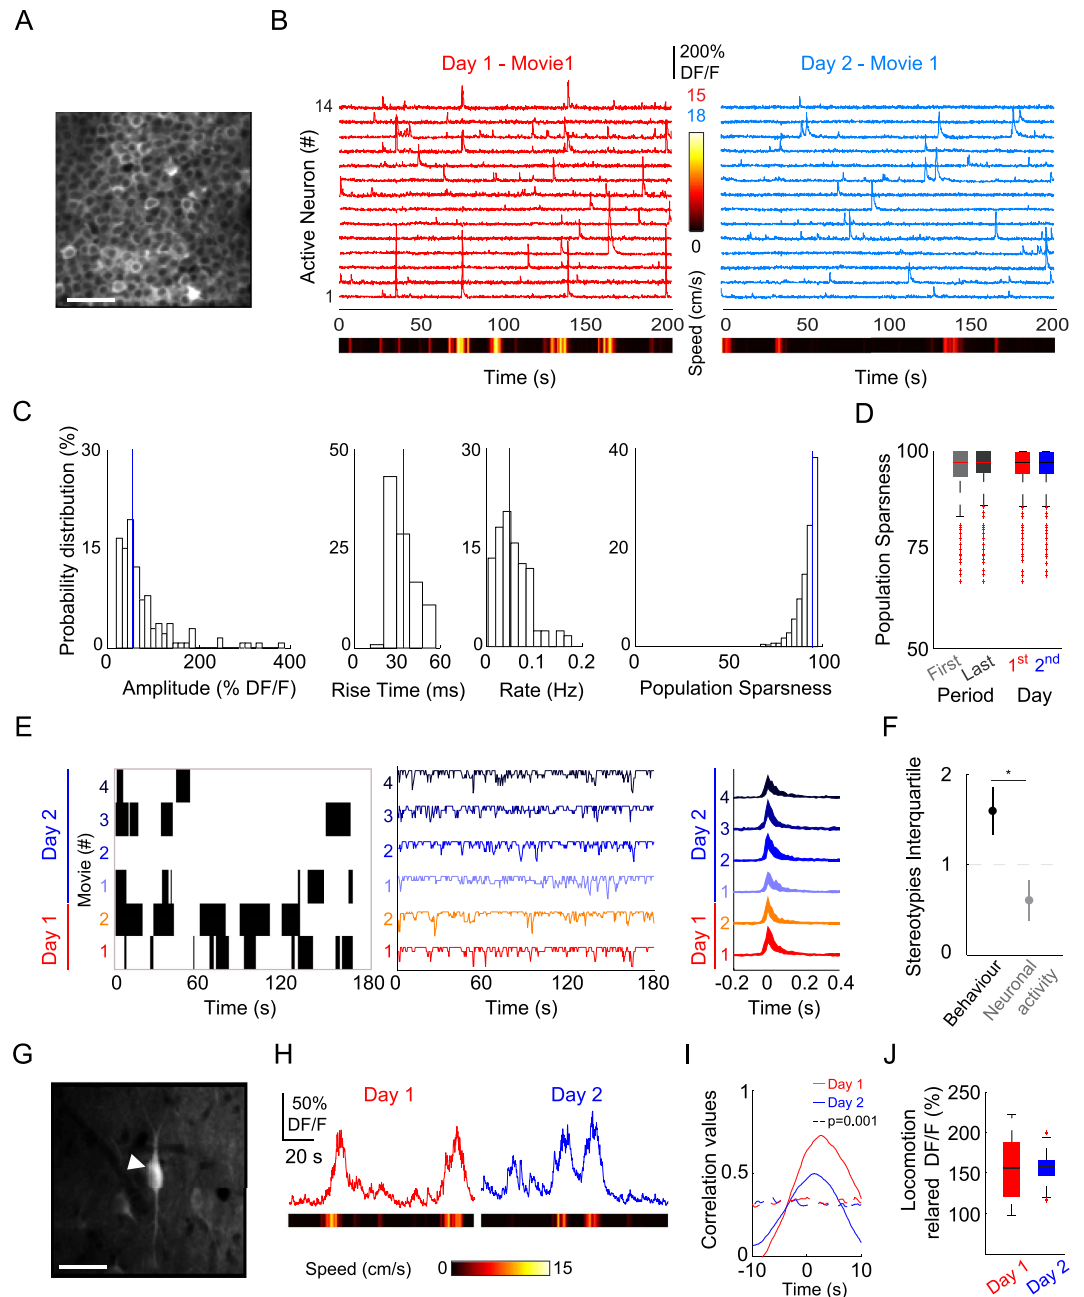 A
B
Day 1 - Movie1
200%
DF/F
Day 2 - Movie 1
15
18
0
Speed (cm/s)
Active Neuron (#)
14
1
0 50 100 150 200
Time (s)
0 50 100 150 200
Time (s)
C
Probability distribution (%)
30
15
0
0 200 400
Amplitude (% DF/F)
50
25
0
0 30 60
Rise Time (ms)
30
15
0
0 0.1 0.2
Rate (Hz)
40
20
0
0 50 100
Population Sparsness
D
Population Sparsness
100
75
50
First Last 1st 2nd
Period Day
E
Day 2
Day 1
Movie (#)
4
3
2
1
2
1
0 60 120 180
Time (s)
4
3
2
1
2
1
0 60 120 180
Time (s)
Day 2
Day 1
4
3
2
1
2
1
-0.2 0 0.2 0.4
Time (s)
F
Stereotypies Interquartile
2
1
0
*
Behaviour
Neuronal
activity
G
H
50%
DF/F
20 s
Day 1
Day 2
Speed (cm/s) 0 15
I
Correlation values
1
0.5
0
Day 1
Day 2
p=0.001
-10 0 10
Time (s)
J
Locomotion
relared DF/F (%)
250
200
150
100
Day 1
Day 2